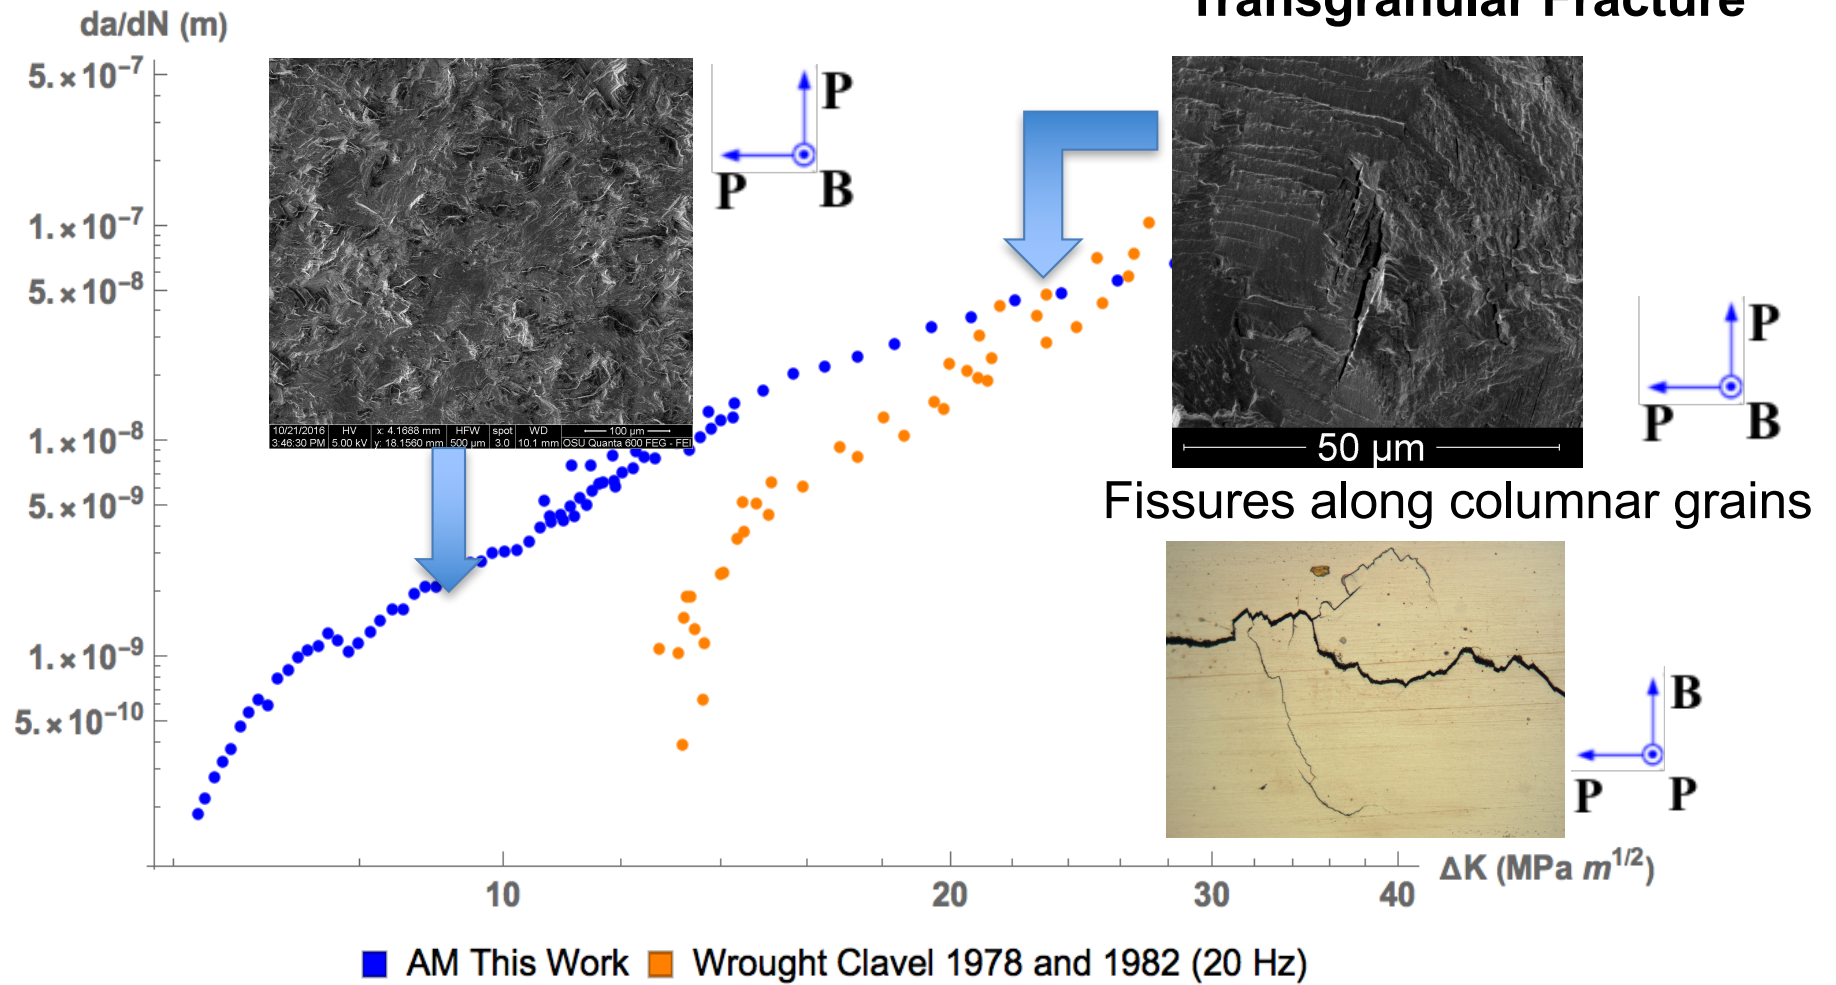 Transgranular Fracture
da/dN (m)
5.×10⁻⁷
1.×10⁻⁷
5.×10⁻⁸
1.×10⁻⁸
5.×10⁻⁹
1.×10⁻⁹
5.×10⁻¹⁰
P
P B
10/21/2016 HV x: 4.1688 mm HFW spot WD 100 µm
3:46:30 PM 5.00 kV y: 18.1560 mm 500 µm 3.0 10.1 mm OSU Quanta 600 FEG - FEI
50 µm
P
P B
Fissures along columnar grains
B
P P
10 20 30 40
ΔK (MPa m^1/2)
AM This Work Wrought Clavel 1978 and 1982 (20 Hz)